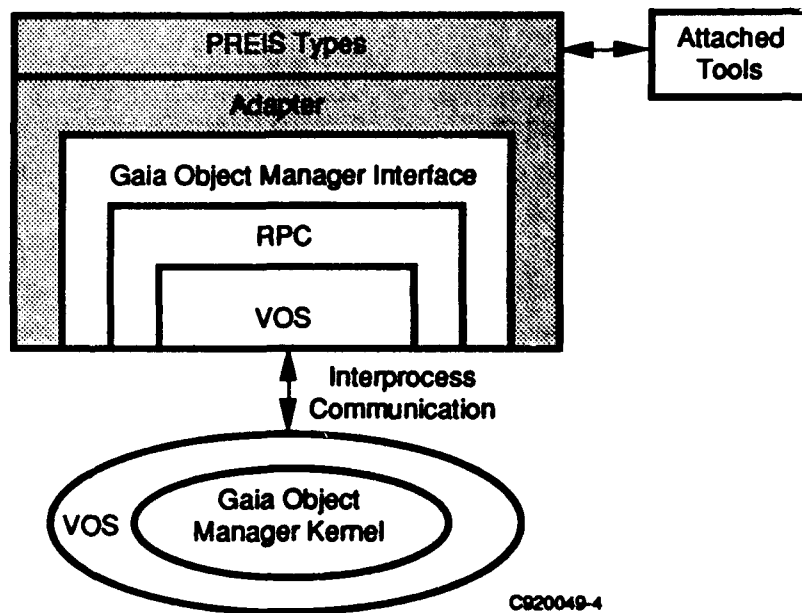 PREIS Types
Attached
Tools
Adapter
Gaia Object Manager Interface
RPC
VOS
Interprocess
Communication
Gaia Object
Manager Kernel
VOS
C920049-4